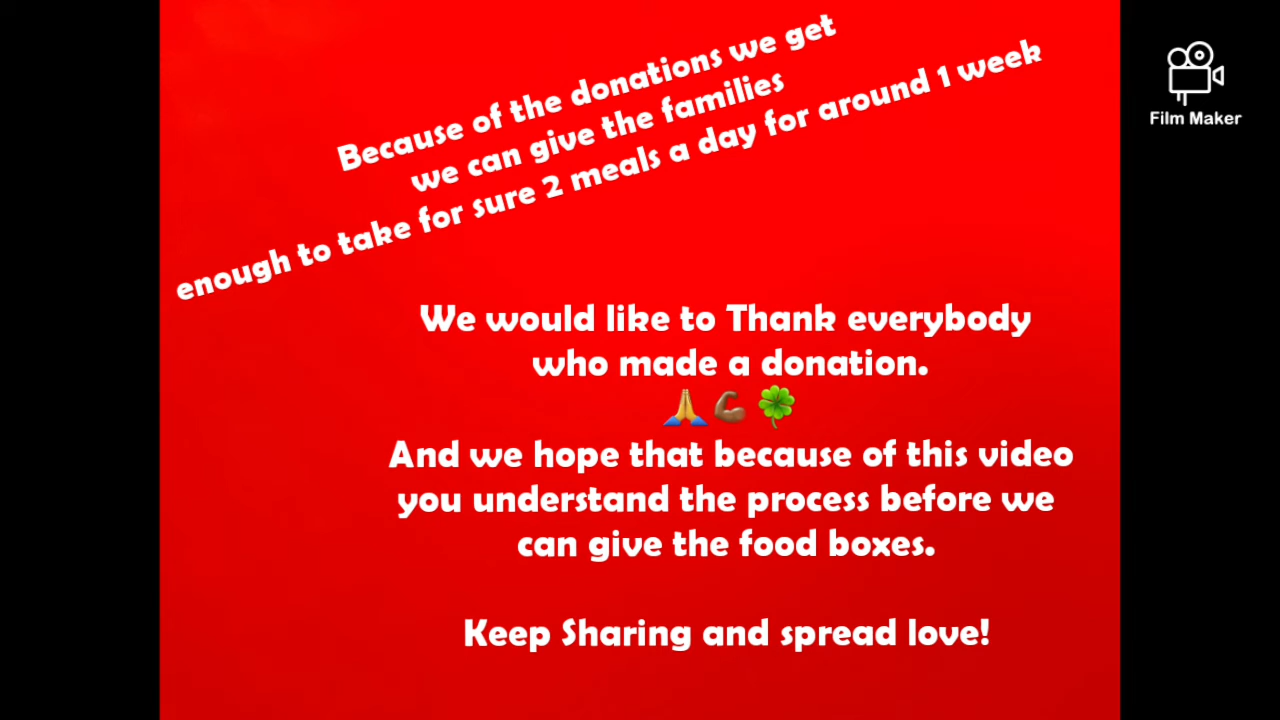 Because of the donations we get
we can give the families
enough to take for sure 2 meals a day for around 1 week
We would like to Thank everybody
who made a donation.
🙏💪🏾🍀
And we hope that because of this video
you understand the process before we
can give the food boxes.
Keep Sharing and spread love!
Film Maker